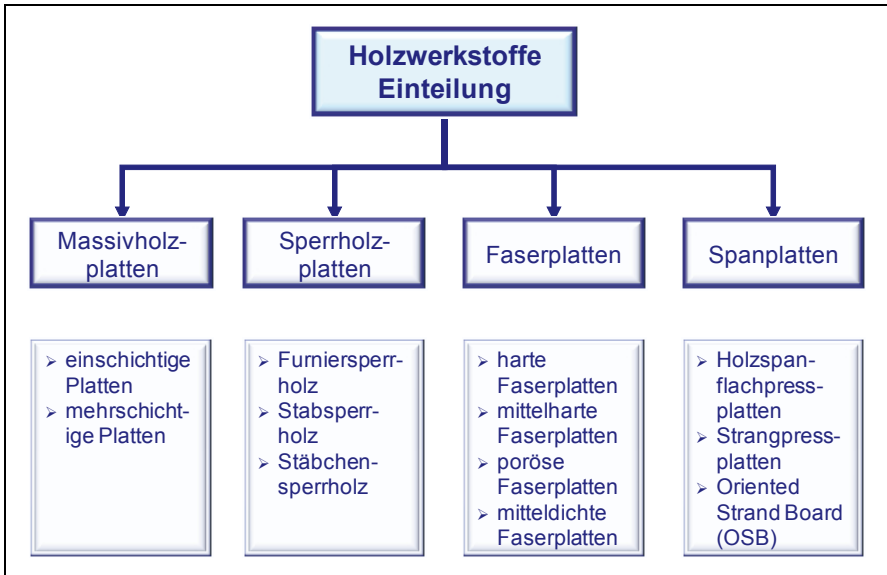 Holzwerkstoffe
Einteilung
Massivholz-
platten
Sperrholz-
platten
Faserplatten
Spanplatten
➢ einschichtige
Platten
➢ mehrschicht-
ige Platten
➢ Furniersperr-
holz
➢ Stabsperr-
holz
➢ Stäbchen-
sperrholz
➢ harte
Faserplatten
➢ mittelharte
Faserplatten
➢ poröse
Faserplatten
➢ mitteldichte
Faserplatten
➢ Holzspan-
flachpress-
platten
➢ Strangpress-
platten
➢ Oriented
Strand Board
(OSB)